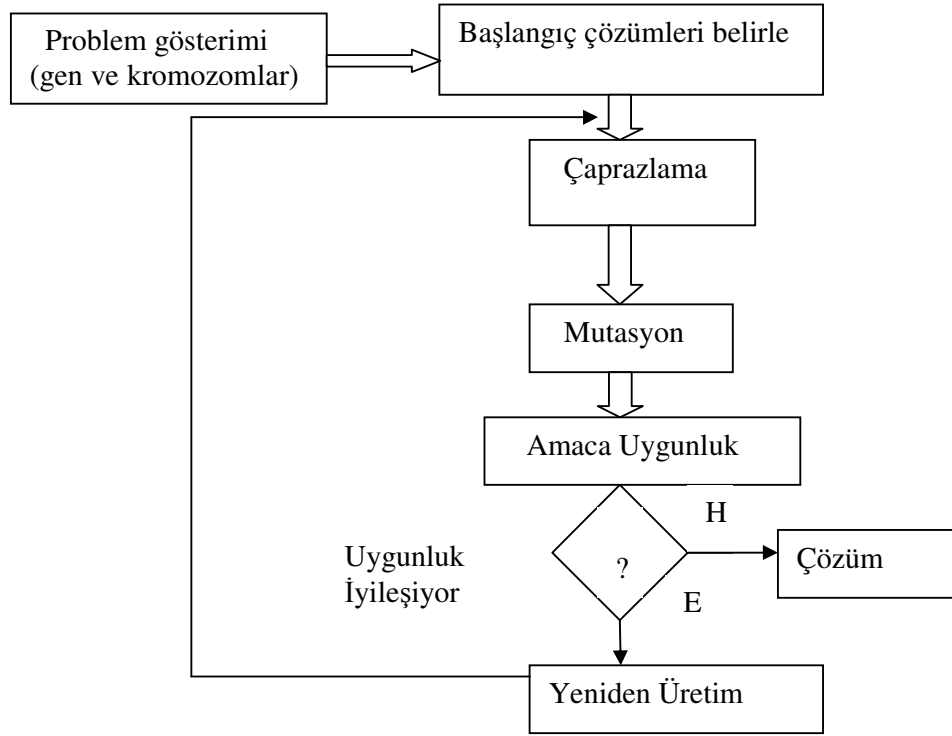 Problem gösterimi
(gen ve kromozomlar)
Başlangıç çözümleri belirle
Çaprazlama
Mutasyon
Amaca Uygunluk
H
Uygunluk
İyileşiyor
?
Çözüm
E
Yeniden Üretim